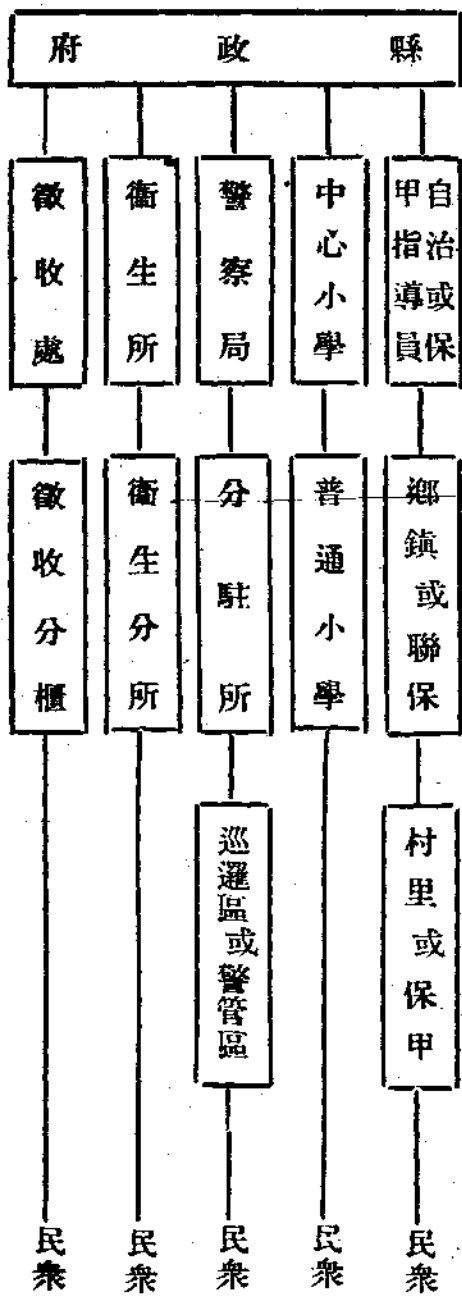 縣政府
自治或保
甲指導員
鄉鎮或聯保
村里或保甲
民衆
中心小學
普通小學
民衆
警察局
分駐所
巡邏區或警管區
民衆
衞生所
衞生分所
民衆
徵收處
徵收分櫃
民衆